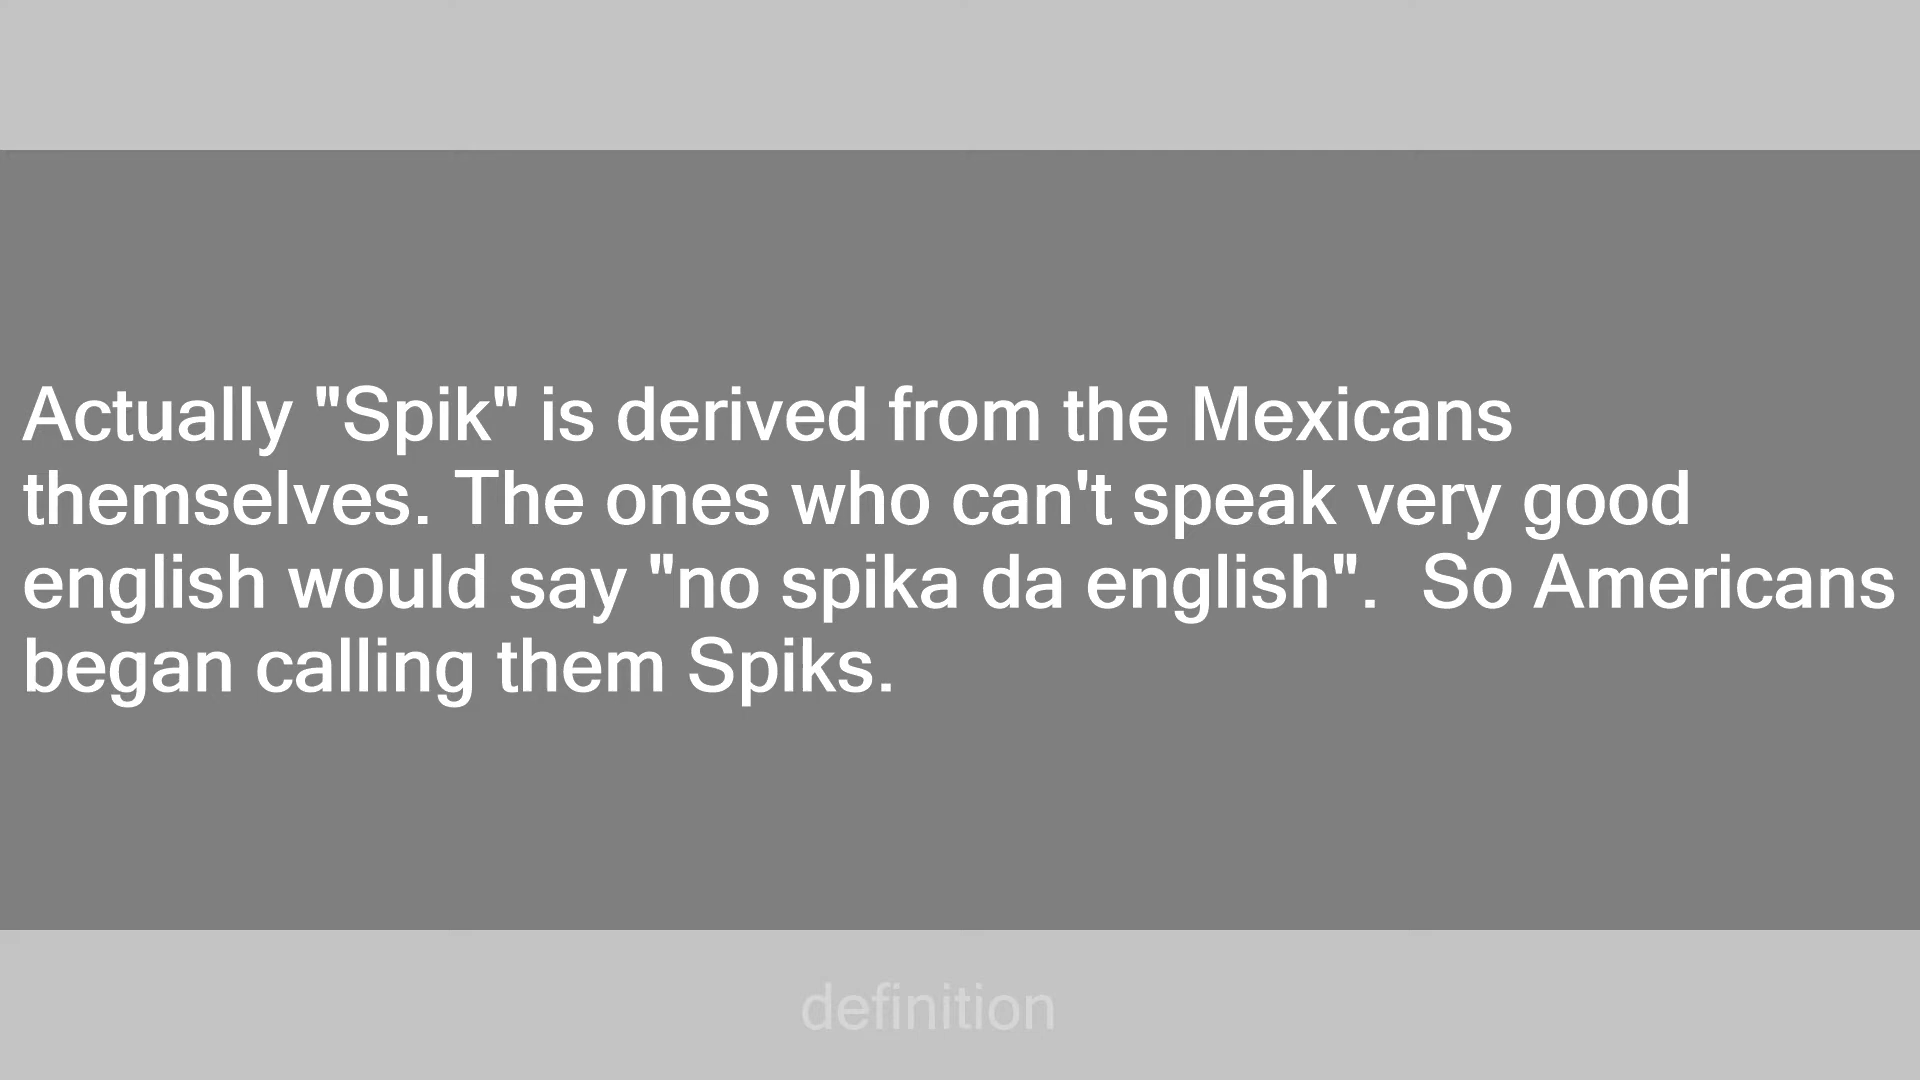 Actually "Spik" is derived from the Mexicans
themselves. The ones who can't speak very good
english would say "no spika da english".  So Americans
began calling them Spiks.
definition